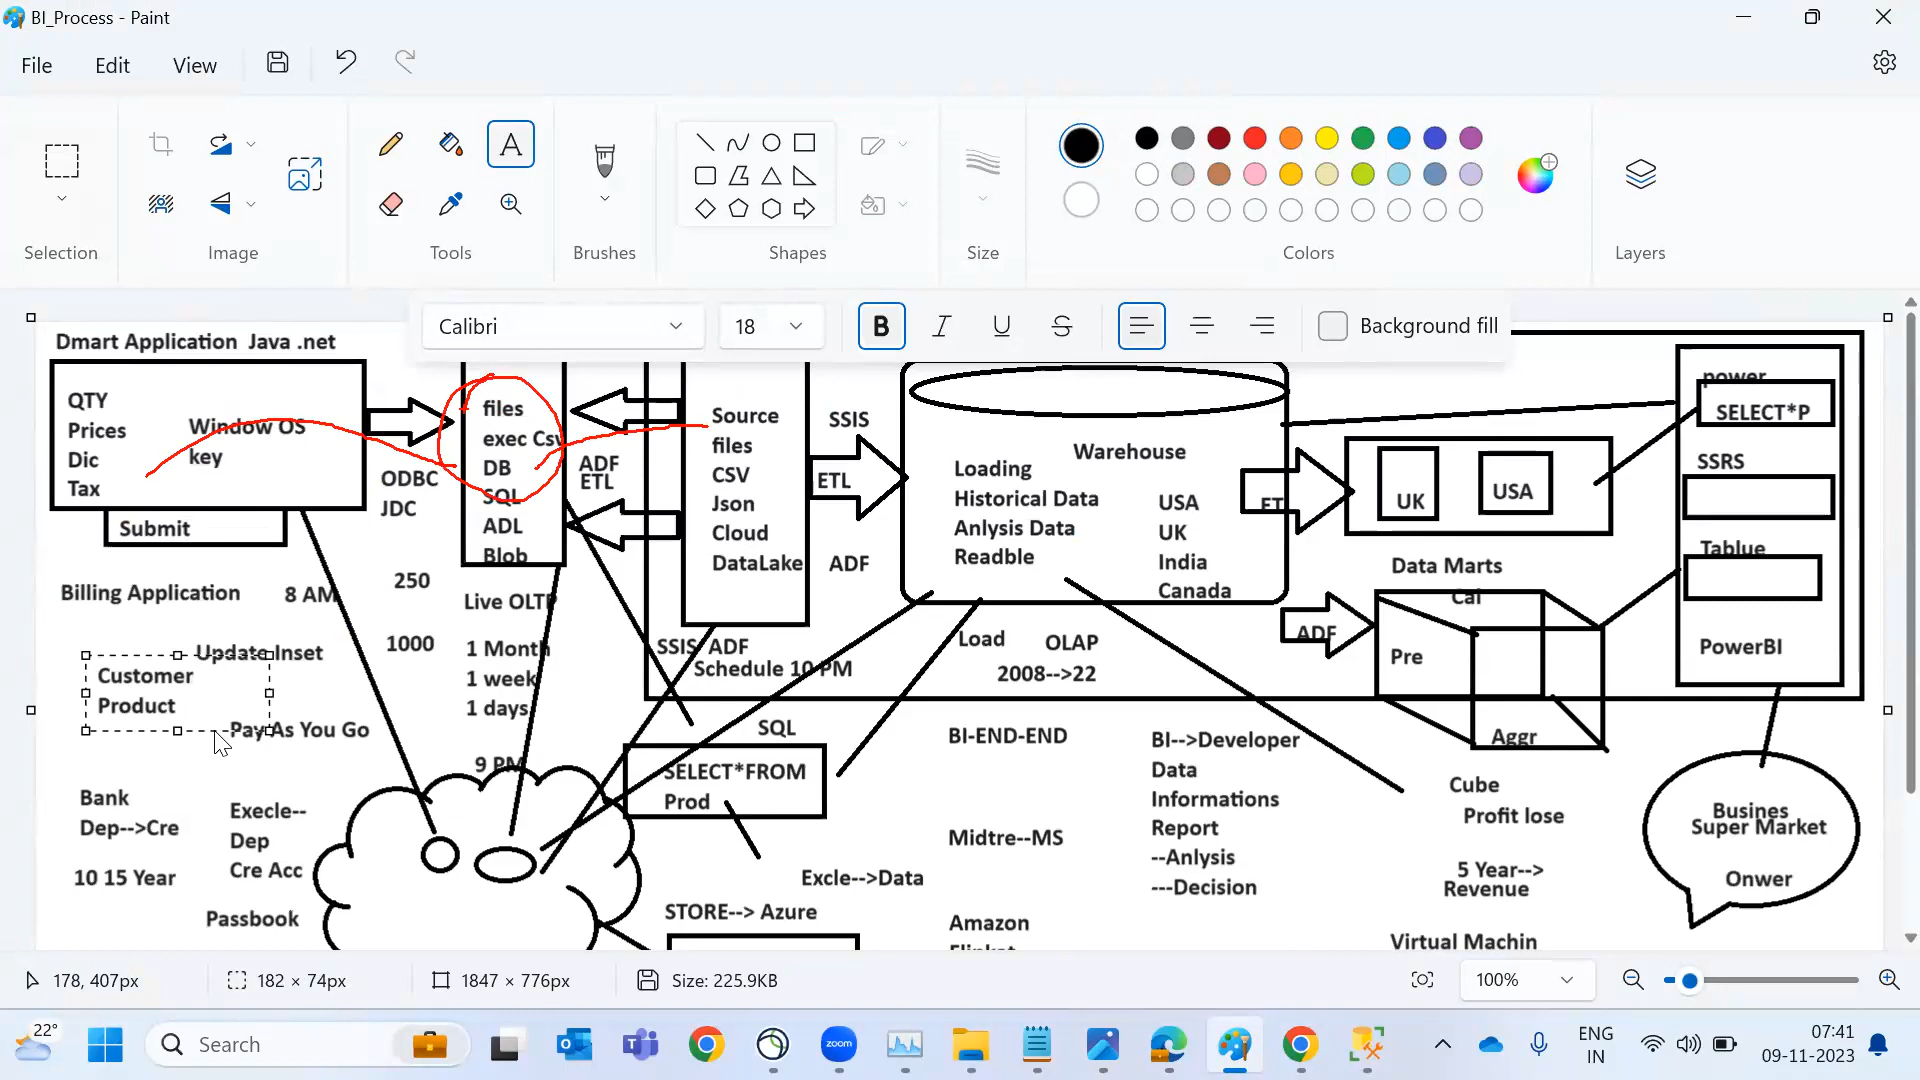 BI_Process - Paint
File
Edit
View
Selection
Image
Tools
Brushes
Shapes
Size
Colors
Layers
Calibri
18
B
I
U
S
Background fill
Dmart Application  Java .net
QTY
Prices
Dic
Tax
Window OS
key
Submit
Billing Application
8 AM
Update Inset
Customer
Product
Pay As You Go
Bank
Dep-->Cre
10 15 Year
Execle--
Dep
Cre Acc
Passbook
ODBC
JDC
250
1000
files
exec Csv
DB
SQL
ADL
Blob
Live OLTP
1 Month
1 week
1 days
9 PM
ADF
ETL
Source
files
CSV
Json
Cloud
DataLake
SSIS
ETL
ADF
SSIS  ADF
Schedule 10 PM
SQL
SELECT*FROM
Prod
Excle-->Data
STORE--> Azure
Warehouse
Loading
Historical Data
Anlysis Data
Readble
USA
UK
India
Canada
Load
OLAP
2008-->22
BI-END-END
Midtre--MS
Amazon
BI-->Developer
Data
Informations
Report
--Anlysis
---Decision
ET
ADF
UK
USA
Data Marts
Cal
Pre
Aggr
Cube
Profit lose
5 Year-->
Revenue
Virtual Machin
power
SELECT*P
SSRS
Tablue
PowerBI
Busines
Super Market
Onwer
178, 407px
182 × 74px
1847 × 776px
Size: 225.9KB
100%
22°
Search
zoom
ENG
IN
07:41
09-11-2023